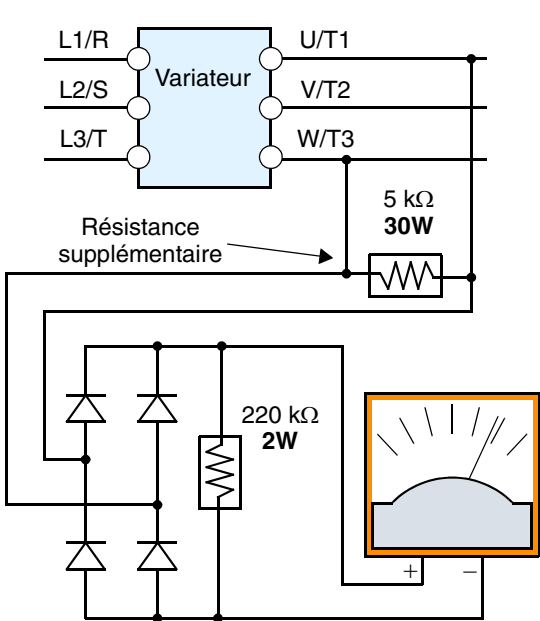 L1/R
U/T1
Variateur
L2/S
V/T2
L3/T
W/T3
5 kΩ
30W
Résistance
supplémentaire
220 kΩ
2W
+
−